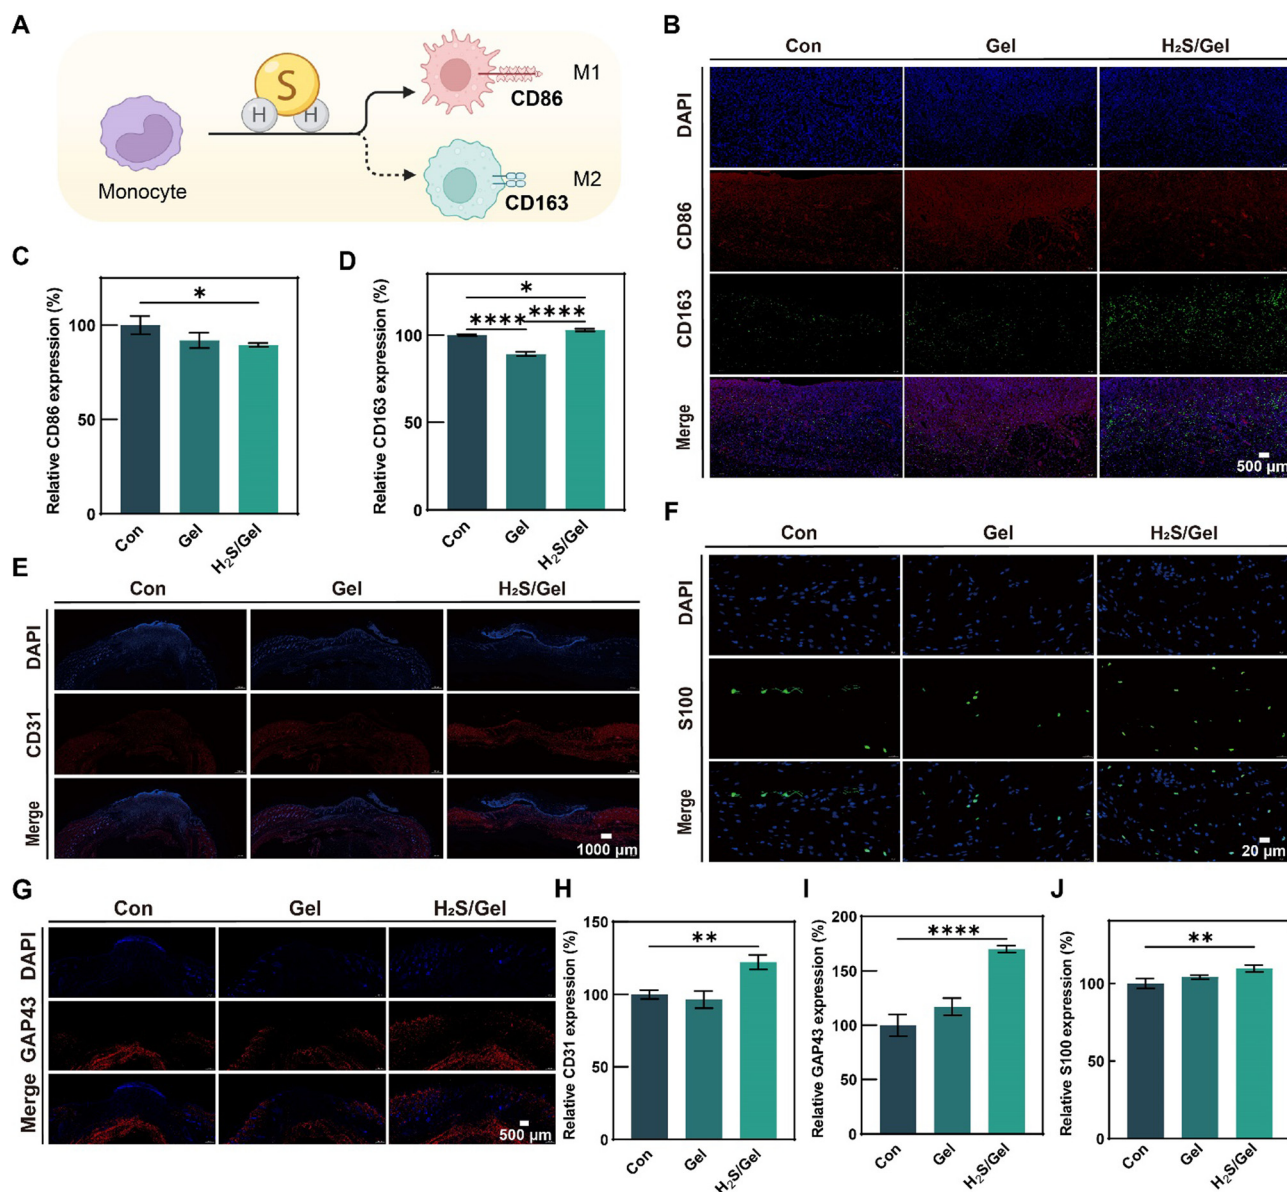 A
Monocyte
S
H
H
M1
CD86
M2
CD163
B
Con
Gel
H₂S/Gel
DAPI
CD86
CD163
Merge
500 μm
C
Relative CD86 expression (%)
100
50
0
*
Con
Gel
H₂S/Gel
D
Relative CD163 expression (%)
100
50
0
*
****
****
Con
Gel
H₂S/Gel
E
Con
Gel
H₂S/Gel
DAPI
CD31
Merge
1000 μm
F
Con
Gel
H₂S/Gel
DAPI
S100
Merge
20 μm
G
Con
Gel
H₂S/Gel
DAPI
GAP43
Merge
500 μm
H
Relative CD31 expression (%)
150
100
50
0
**
Con
Gel
H₂S/Gel
I
Relative GAP43 expression (%)
200
150
100
50
0
****
Con
Gel
H₂S/Gel
J
Relative S100 expression (%)
100
50
0
**
Con
Gel
H₂S/Gel